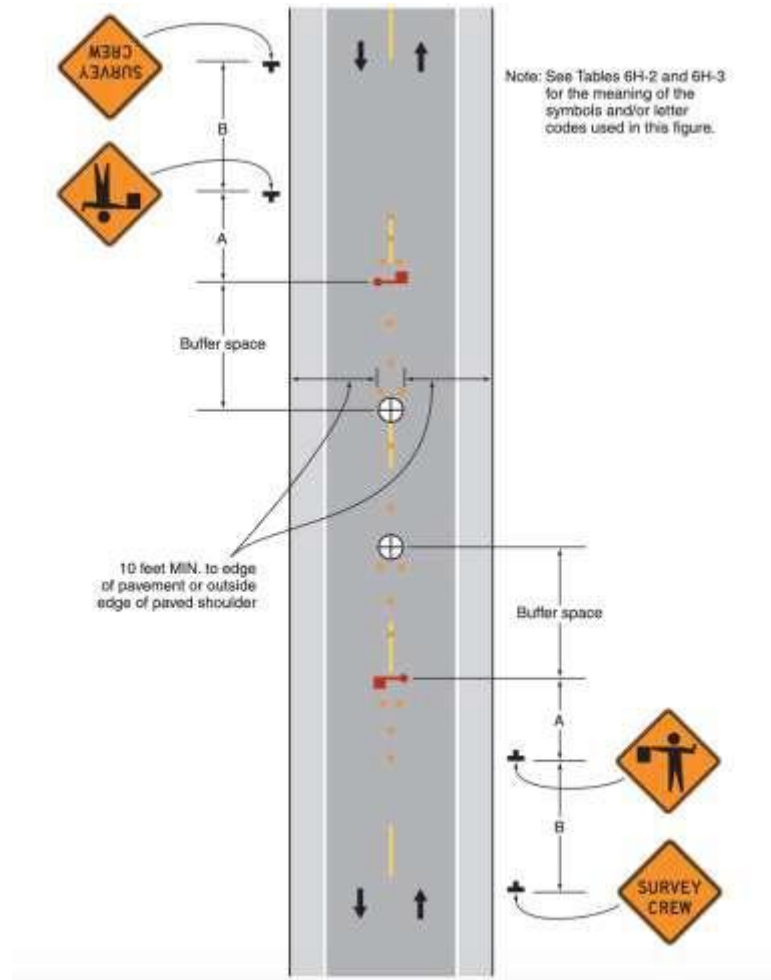 SURVEY
CREW
Note: See Tables 6H-2 and 6H-3
for the meaning of the
symbols and/or letter
codes used in this figure.
B
A
Buffer space
10 feet MIN. to edge
of pavement or outside
edge of paved shoulder
Buffer space
A
B
SURVEY
CREW